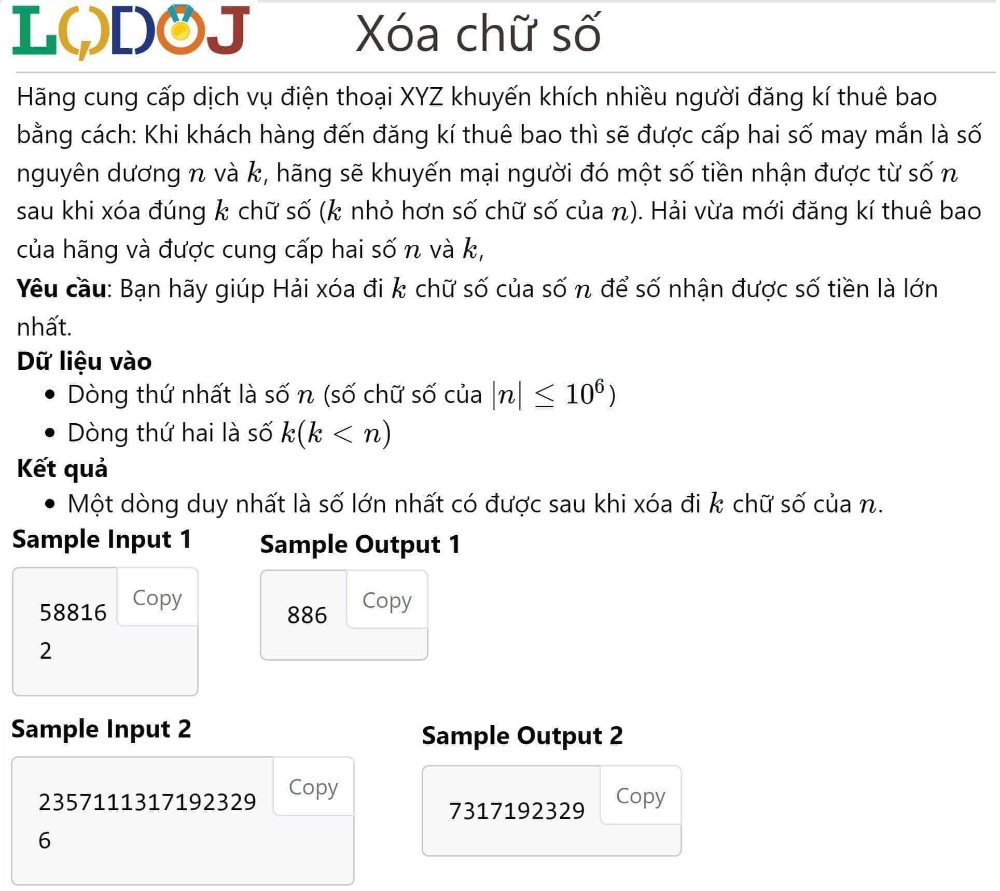 LQDOJ
Xóa chữ số
Hãng cung cấp dịch vụ điện thoại XYZ khuyến khích nhiều người đăng kí thuê bao
bằng cách: Khi khách hàng đến đăng kí thuê bao thì sẽ được cấp hai số may mắn là số
nguyên dương n và k, hãng sẽ khuyến mại người đó một số tiền nhận được từ số n
sau khi xóa đúng k chữ số (k nhỏ hơn số chữ số của n). Hải vừa mới đăng kí thuê bao
của hãng và được cung cấp hai số n và k,
Yêu cầu: Bạn hãy giúp Hải xóa đi k chữ số của số n để số nhận được số tiền là lớn
nhất.
Dữ liệu vào
• Dòng thứ nhất là số n (số chữ số của |n| ≤ 10⁶)
• Dòng thứ hai là số k(k < n)
Kết quả
• Một dòng duy nhất là số lớn nhất có được sau khi xóa đi k chữ số của n.
Sample Input 1
Copy
58816
2
Sample Output 1
Copy
886
Sample Input 2
Copy
2357111317192329
6
Sample Output 2
Copy
7317192329